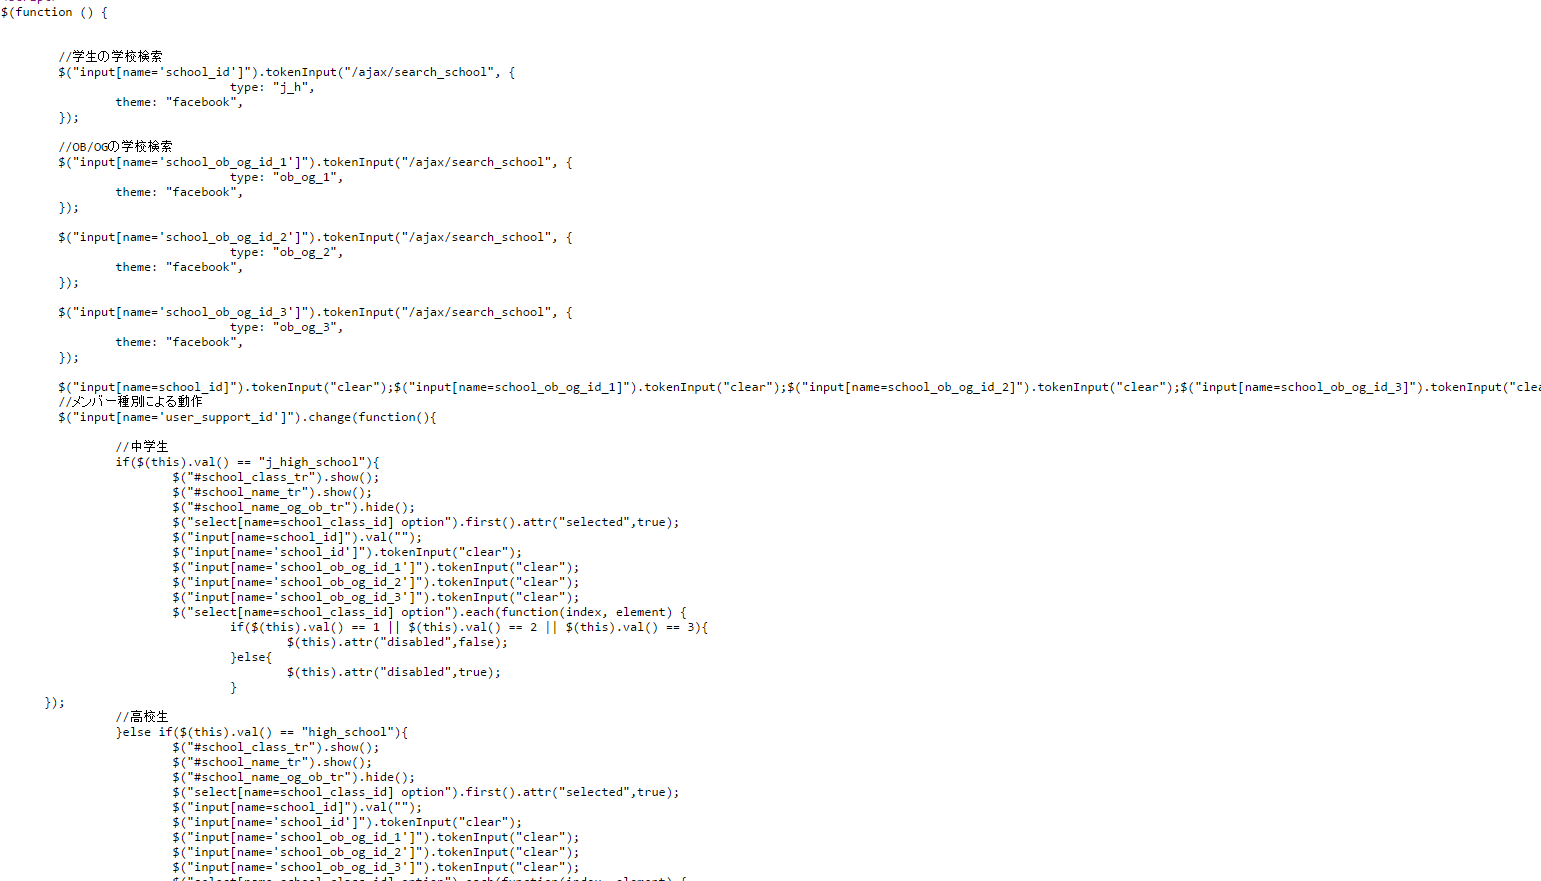 $(function () {
//学生の学校検索
$("input[name='school_id']").tokenInput("/ajax/search_school", {
type: "j_h",
theme: "facebook",
});
//OB/OGの学校検索
$("input[name='school_ob_og_id_1']").tokenInput("/ajax/search_school", {
type: "ob_og_1",
theme: "facebook",
});
$("input[name='school_ob_og_id_2']").tokenInput("/ajax/search_school", {
type: "ob_og_2",
theme: "facebook",
});
$("input[name='school_ob_og_id_3']").tokenInput("/ajax/search_school", {
type: "ob_og_3",
theme: "facebook",
});
$("input[name=school_id]").tokenInput("clear");$("input[name=school_ob_og_id_1]").tokenInput("clear");$("input[name=school_ob_og_id_2]").tokenInput("clear");$("input[name=school_ob_og_id_3]").tokenInput("clea
//メンバー種別による動作
$("input[name='user_support_id']").change(function(){
//中学生
if($(this).val() == "j_high_school"){
$("#school_class_tr").show();
$("#school_name_tr").show();
$("#school_name_og_ob_tr").hide();
$("select[name=school_class_id] option").first().attr("selected",true);
$("input[name=school_id]").val("");
$("input[name='school_id']").tokenInput("clear");
$("input[name='school_ob_og_id_1']").tokenInput("clear");
$("input[name='school_ob_og_id_2']").tokenInput("clear");
$("input[name='school_ob_og_id_3']").tokenInput("clear");
$("select[name=school_class_id] option").each(function(index, element) {
if($(this).val() == 1 || $(this).val() == 2 || $(this).val() == 3){
$(this).attr("disabled",false);
}else{
$(this).attr("disabled",true);
}
});
//高校生
}else if($(this).val() == "high_school"){
$("#school_class_tr").show();
$("#school_name_tr").show();
$("#school_name_og_ob_tr").hide();
$("select[name=school_class_id] option").first().attr("selected",true);
$("input[name=school_id]").val("");
$("input[name='school_id']").tokenInput("clear");
$("input[name='school_ob_og_id_1']").tokenInput("clear");
$("input[name='school_ob_og_id_2']").tokenInput("clear");
$("input[name='school_ob_og_id_3']").tokenInput("clear");